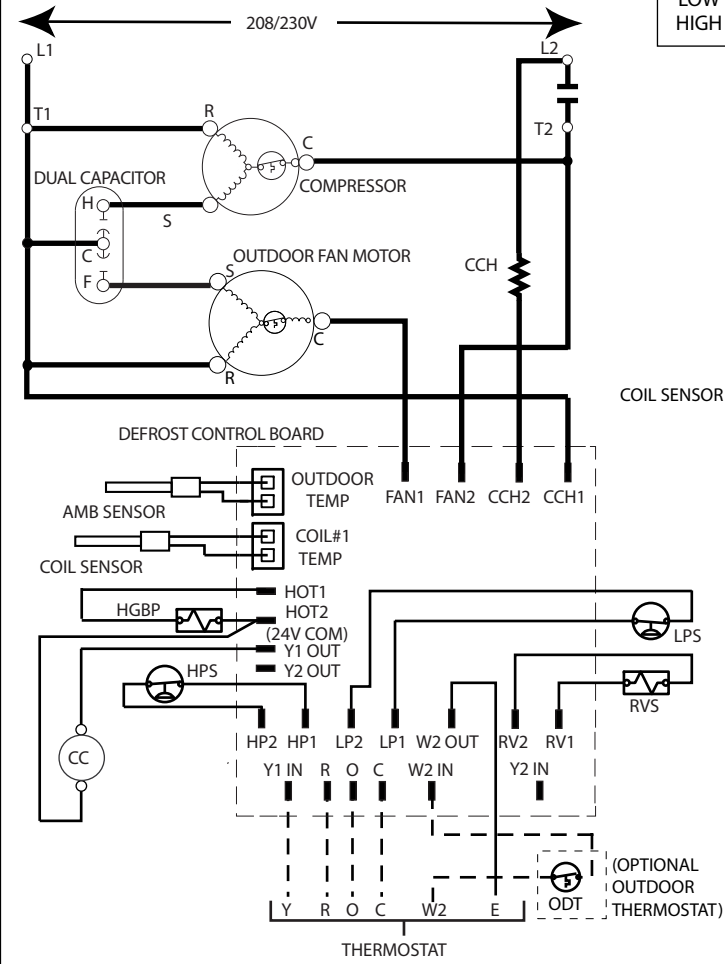 LOW
HIGH
208/230V
L1
L2
T1
R
C
T2
DUAL CAPACITOR
COMPRESSOR
H
S
C
OUTDOOR FAN MOTOR
CCH
F
S
C
R
COIL SENSOR
DEFROST CONTROL BOARD
OUTDOOR
TEMP
FAN1 FAN2 CCH2 CCH1
AMB SENSOR
COIL#1
TEMP
COIL SENSOR
HOT1
HGBP
HOT2
(24V COM)
Y1 OUT
Y2 OUT
LPS
HPS
RVS
CC
HP2 HP1 LP2 LP1 W2 OUT RV2 RV1
Y1 IN R O C W2 IN Y2 IN
(OPTIONAL
OUTDOOR
THERMOSTAT)
ODT
Y R O C W2 E
THERMOSTAT